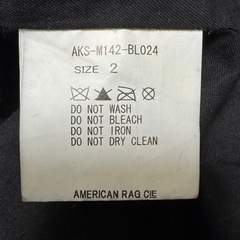 AKS-M142-BL024
SIZE 2
DO NOT WASH
DO NOT BLEACH
DO NOT IRON
DO NOT DRY CLEAN
AMERICAN RAG CIE